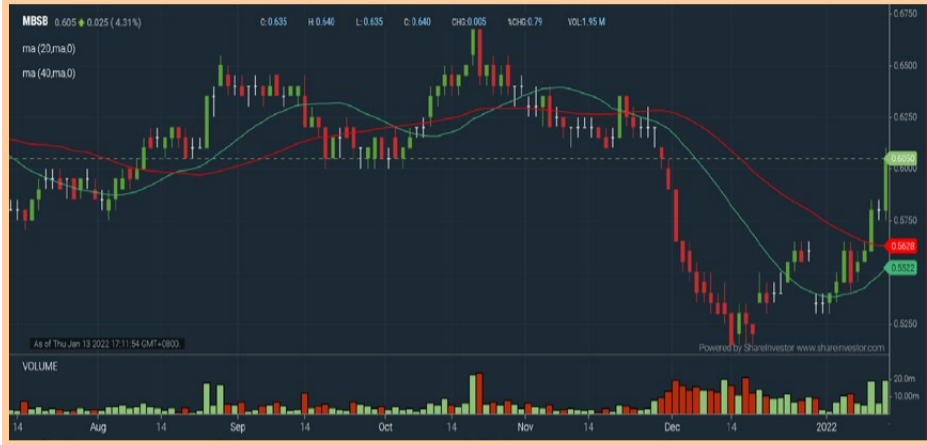 MBSB 0.605 0.025 ( 4.31%) C: 0.635 H: 0.640 L: 0.635 C: 0.640 CHG:0.005 %CHG:0.79 VOL:1.95 M
ma (20,ma,0)
ma (40,ma,0)
0.6750
0.6500
0.6250
0.6050
0.6000
0.5750
0.5628
0.5522
0.5250
As of Thu Jan 13 2022 17:11:54 GMT+0800.
Powered by ShareInvestor www.shareinvestor.com
VOLUME
20.0m
10.00m
14 Aug 14 Sep 14 Oct 14 Nov 14 Dec 14 2022